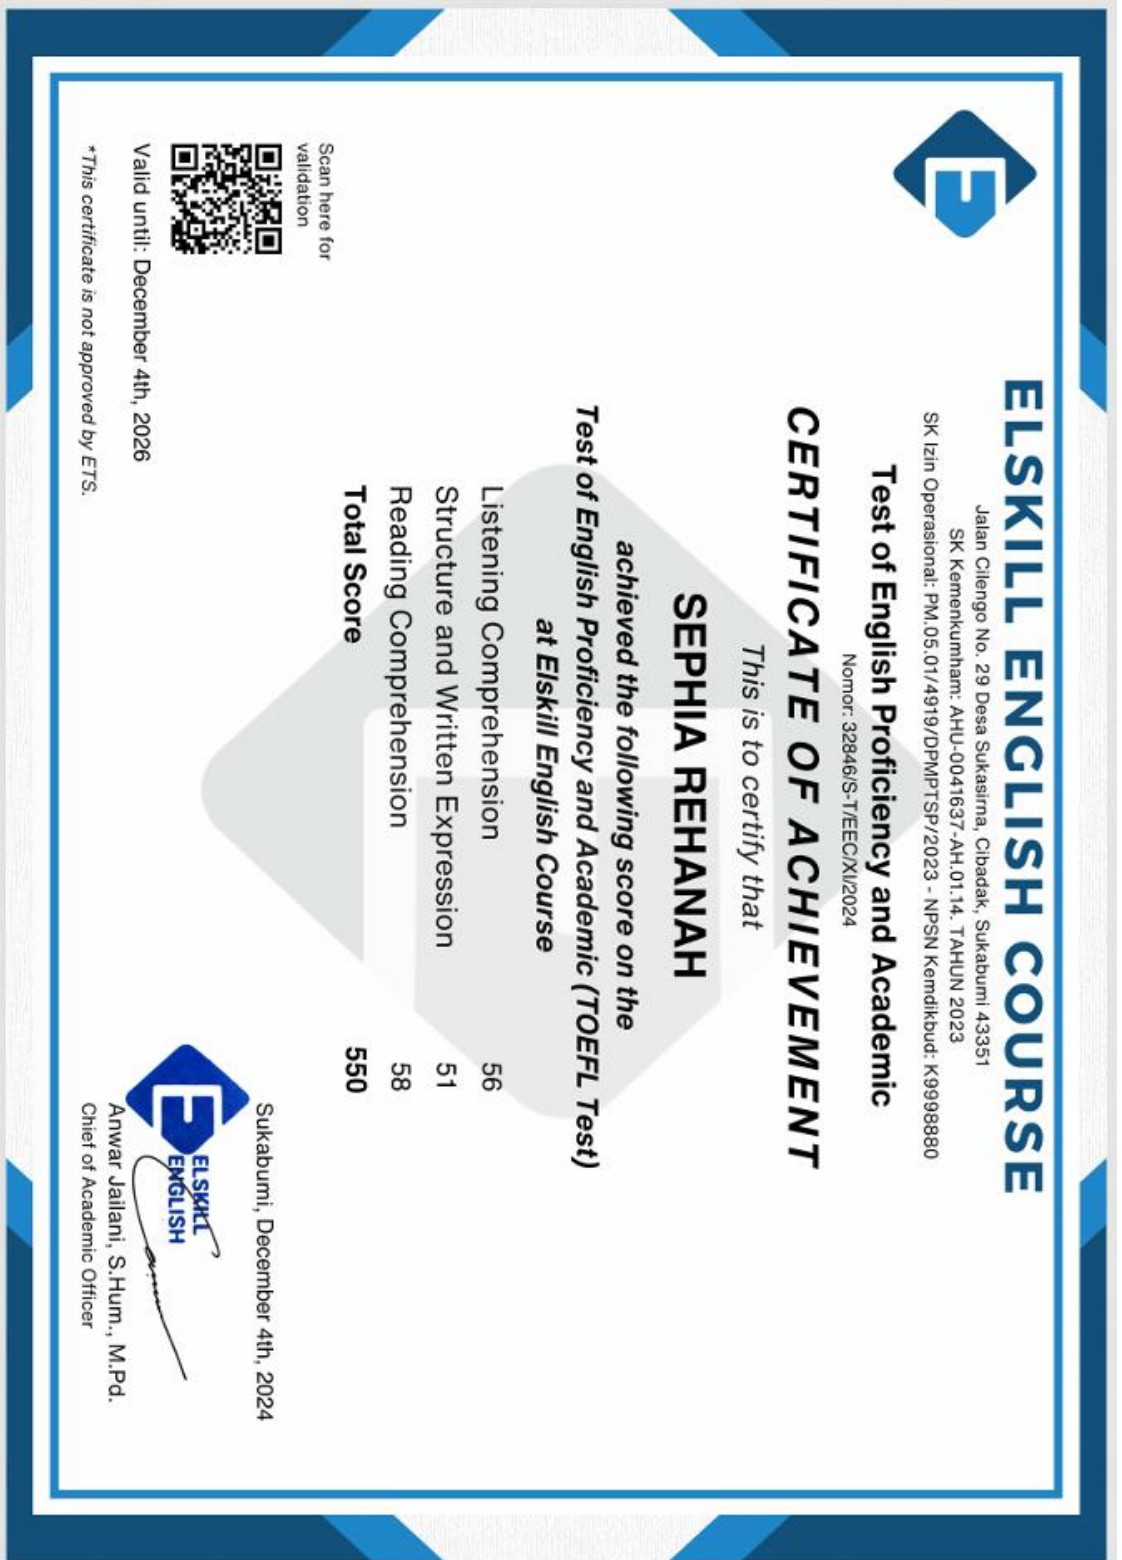 ELSKILL ENGLISH COURSE
Jalan Cilengo No. 29 Desa Sukasirna, Cibadak, Sukabumi 43351
SK Kemenkumham: AHU-0041637-AH.01.14. TAHUN 2023
SK Izin Operasional: PM.05.01/4919/DPMPTSP/2023 - NPSN Kemdikbud: K9998880
Test of English Proficiency and Academic
Nomor: 32846/S-T/EEC/XI/2024
CERTIFICATE OF ACHIEVEMENT
This is to certify that
SEPHIA REHANAH
achieved the following score on the
Test of English Proficiency and Academic (TOEFL Test)
at Elskill English Course
Listening Comprehension 56
Structure and Written Expression 51
Reading Comprehension 58
Total Score 550
Scan here for
validation
Valid until: December 4th, 2026
*This certificate is not approved by ETS.
Sukabumi, December 4th, 2024
ELSKILL
ENGLISH
Anwar Jailani, S.Hum., M.Pd.
Chief of Academic Officer